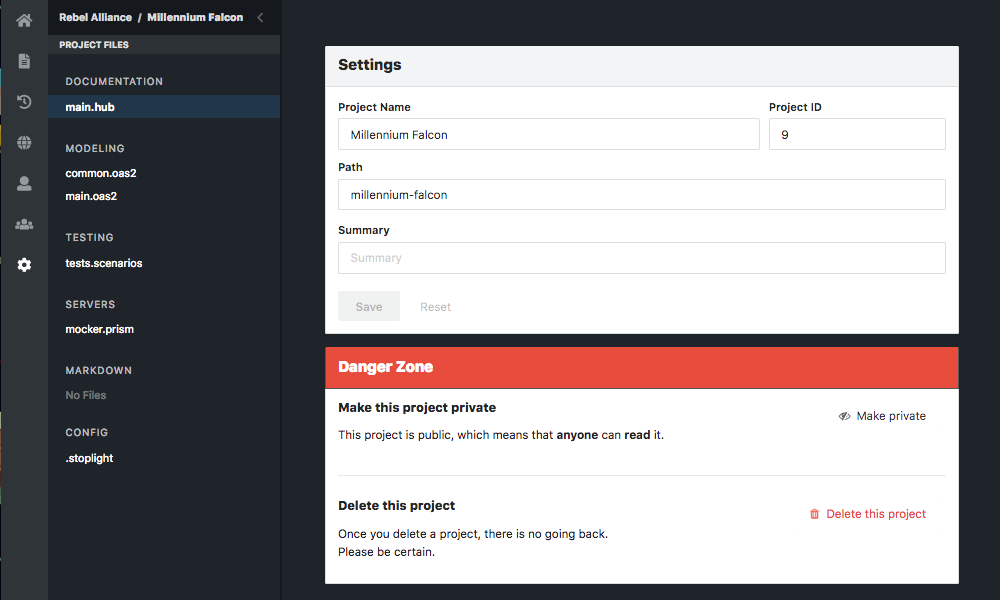 Rebel Alliance / Millennium Falcon
PROJECT FILES
DOCUMENTATION
main.hub
MODELING
common.oas2
main.oas2
TESTING
tests.scenarios
SERVERS
mocker.prism
MARKDOWN
No Files
CONFIG
.stoplight
Settings
Project Name
Project ID
Millennium Falcon
9
Path
millennium-falcon
Summary
Summary
Save
Reset
Danger Zone
Make this project private
Make private
This project is public, which means that anyone can read it.
Delete this project
Delete this project
Once you delete a project, there is no going back.
Please be certain.